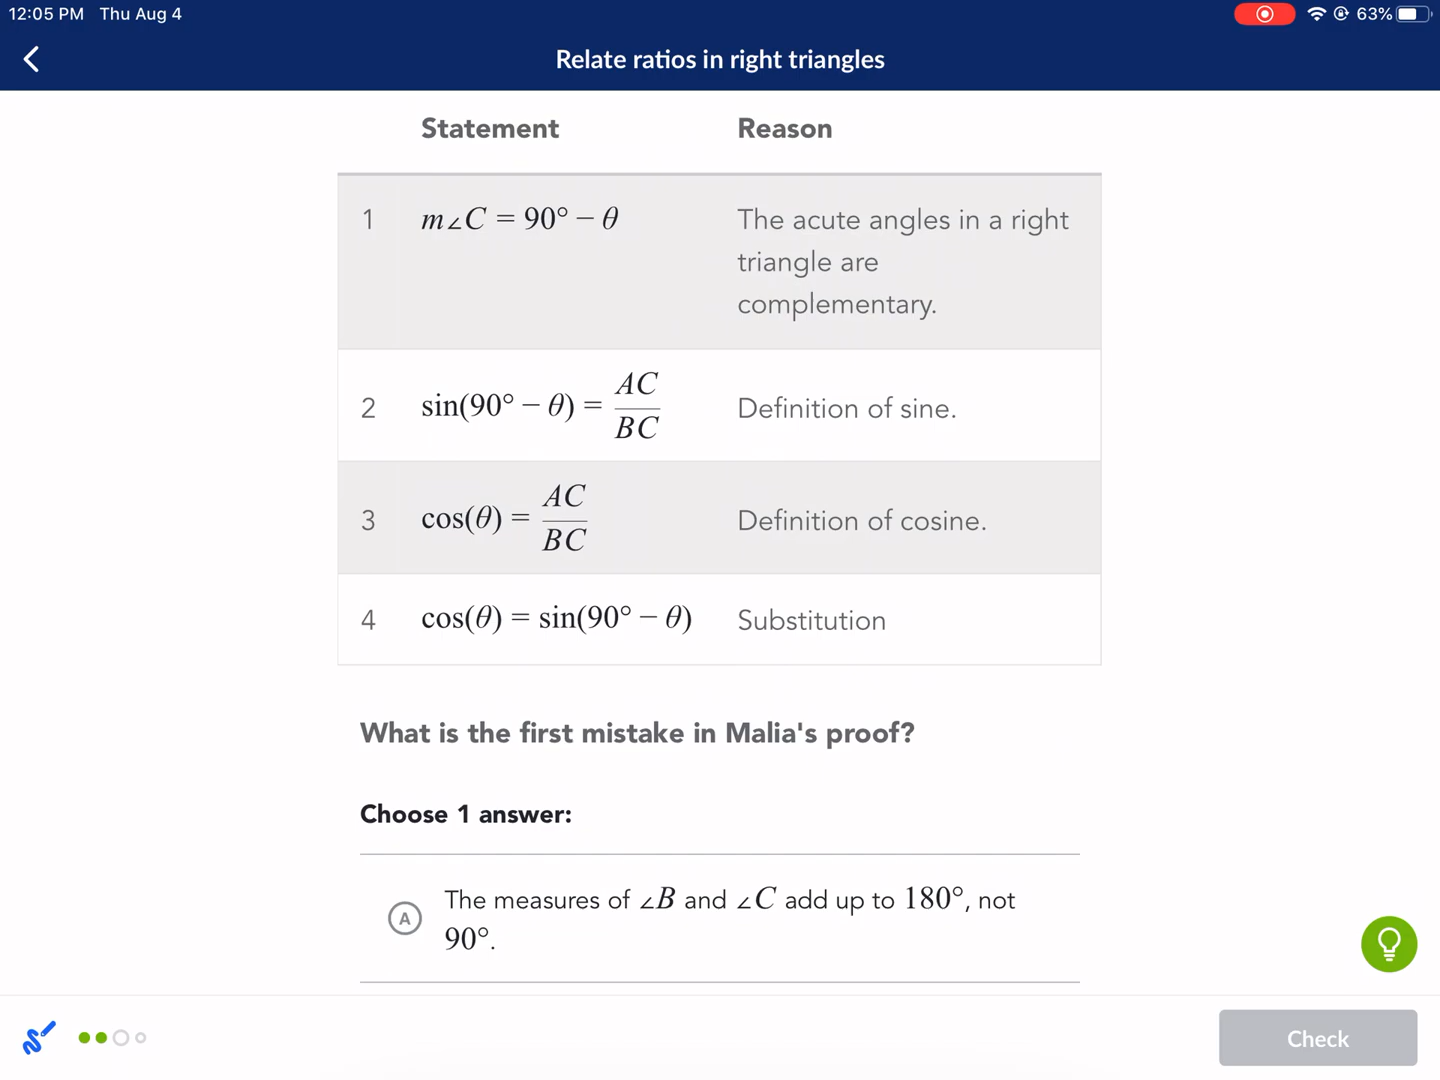 12:05 PM Thu Aug 4
63%
Relate ratios in right triangles
Statement Reason
1 m∠C = 90° − θ The acute angles in a right
triangle are
complementary.
2 sin(90° − θ) = AC/BC Definition of sine.
3 cos(θ) = AC/BC Definition of cosine.
4 cos(θ) = sin(90° − θ) Substitution
What is the first mistake in Malia's proof?
Choose 1 answer:
A The measures of ∠B and ∠C add up to 180°, not
90°.
Check